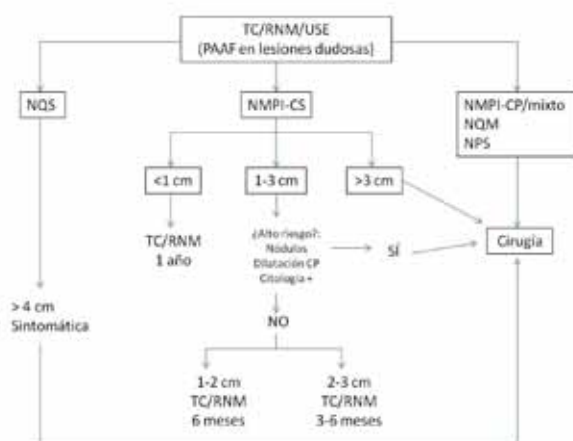 TC/RNM/USE
(PAAF en lesiones dudosas)
NQS
NMPI-CS
NMPI-CP/mixto
NQM
NPS
<1 cm
1-3 cm
>3 cm
TC/RNM
1 año
¿Alto riesgo?:
Nódulos
Dilatación CP
Citología +
SÍ
Cirugía
> 4 cm
Sintomática
NO
1-2 cm
TC/RNM
6 meses
2-3 cm
TC/RNM
3-6 meses